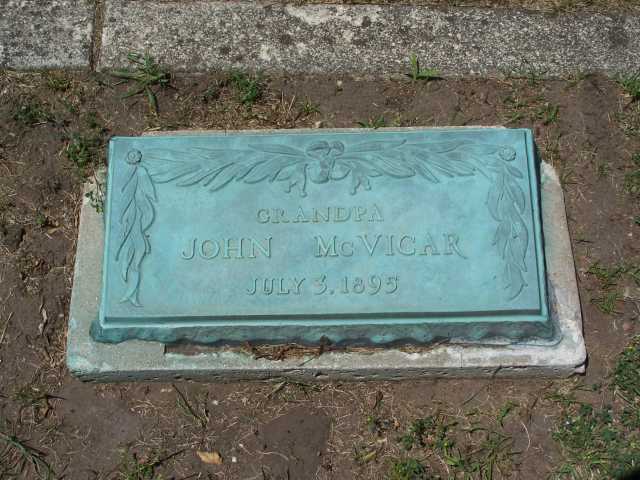 GRANDPA
JOHN McVICAR
JULY 3, 1895